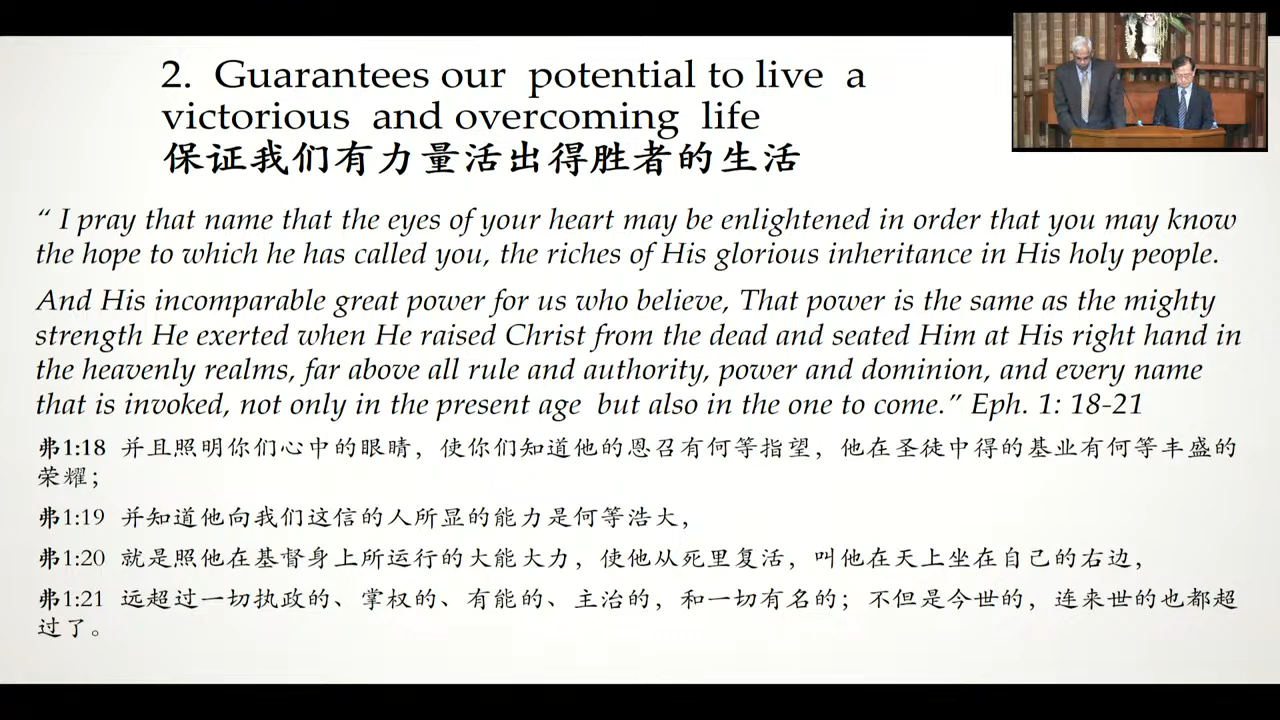 2. Guarantees our potential to live a
victorious and overcoming life
保证我们有力量活出得胜者的生活
“ I pray that name that the eyes of your heart may be enlightened in order that you may know
the hope to which he has called you, the riches of His glorious inheritance in His holy people.
And His incomparable great power for us who believe, That power is the same as the mighty
strength He exerted when He raised Christ from the dead and seated Him at His right hand in
the heavenly realms, far above all rule and authority, power and dominion, and every name
that is invoked, not only in the present age but also in the one to come.” Eph. 1: 18-21
弗1:18 并且照明你们心中的眼睛，使你们知道他的恩召有何等指望，他在圣徒中得的基业有何等丰盛的
荣耀；
弗1:19 并知道他向我们这信的人所显的能力是何等浩大，
弗1:20 就是照他在基督身上所运行的大能大力，使他从死里复活，叫他在天上坐在自己的右边，
弗1:21 远超过一切执政的、掌权的、有能的、主治的，和一切有名的；不但是今世的，连来世的也都超
过了。